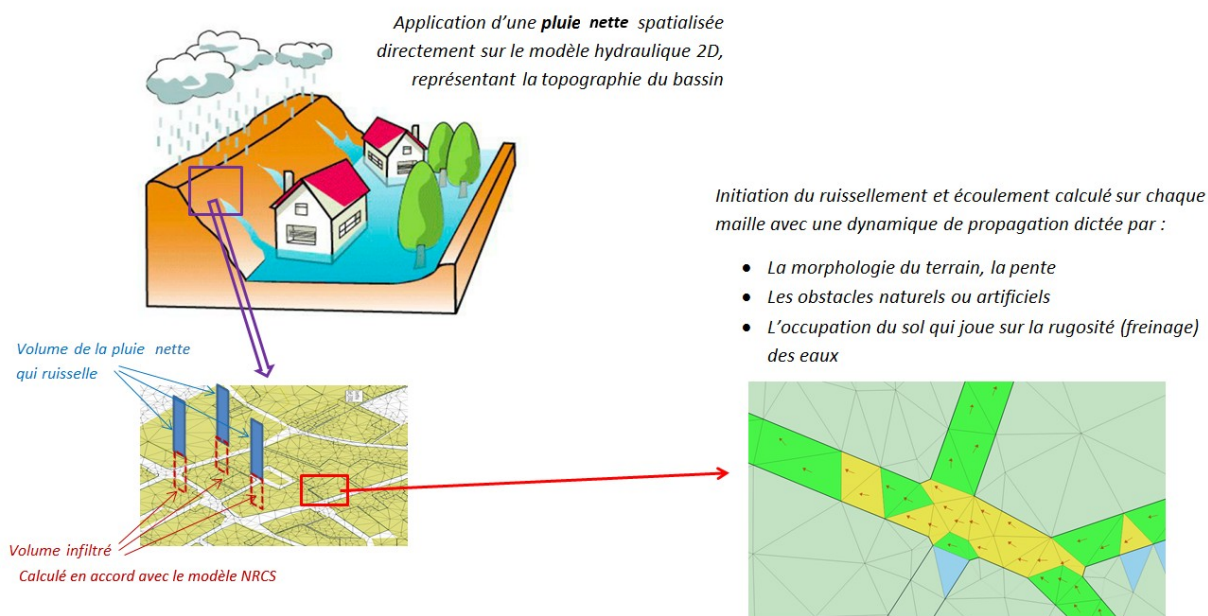 Application d'une pluie nette spatialisée
directement sur le modèle hydraulique 2D,
représentant la topographie du bassin
Initiation du ruissellement et écoulement calculé sur chaque
maille avec une dynamique de propagation dictée par :
• La morphologie du terrain, la pente
• Les obstacles naturels ou artificiels
• L'occupation du sol qui joue sur la rugosité (freinage)
des eaux
Volume de la pluie nette
qui ruisselle
Volume infiltré
Calculé en accord avec le modèle NRCS